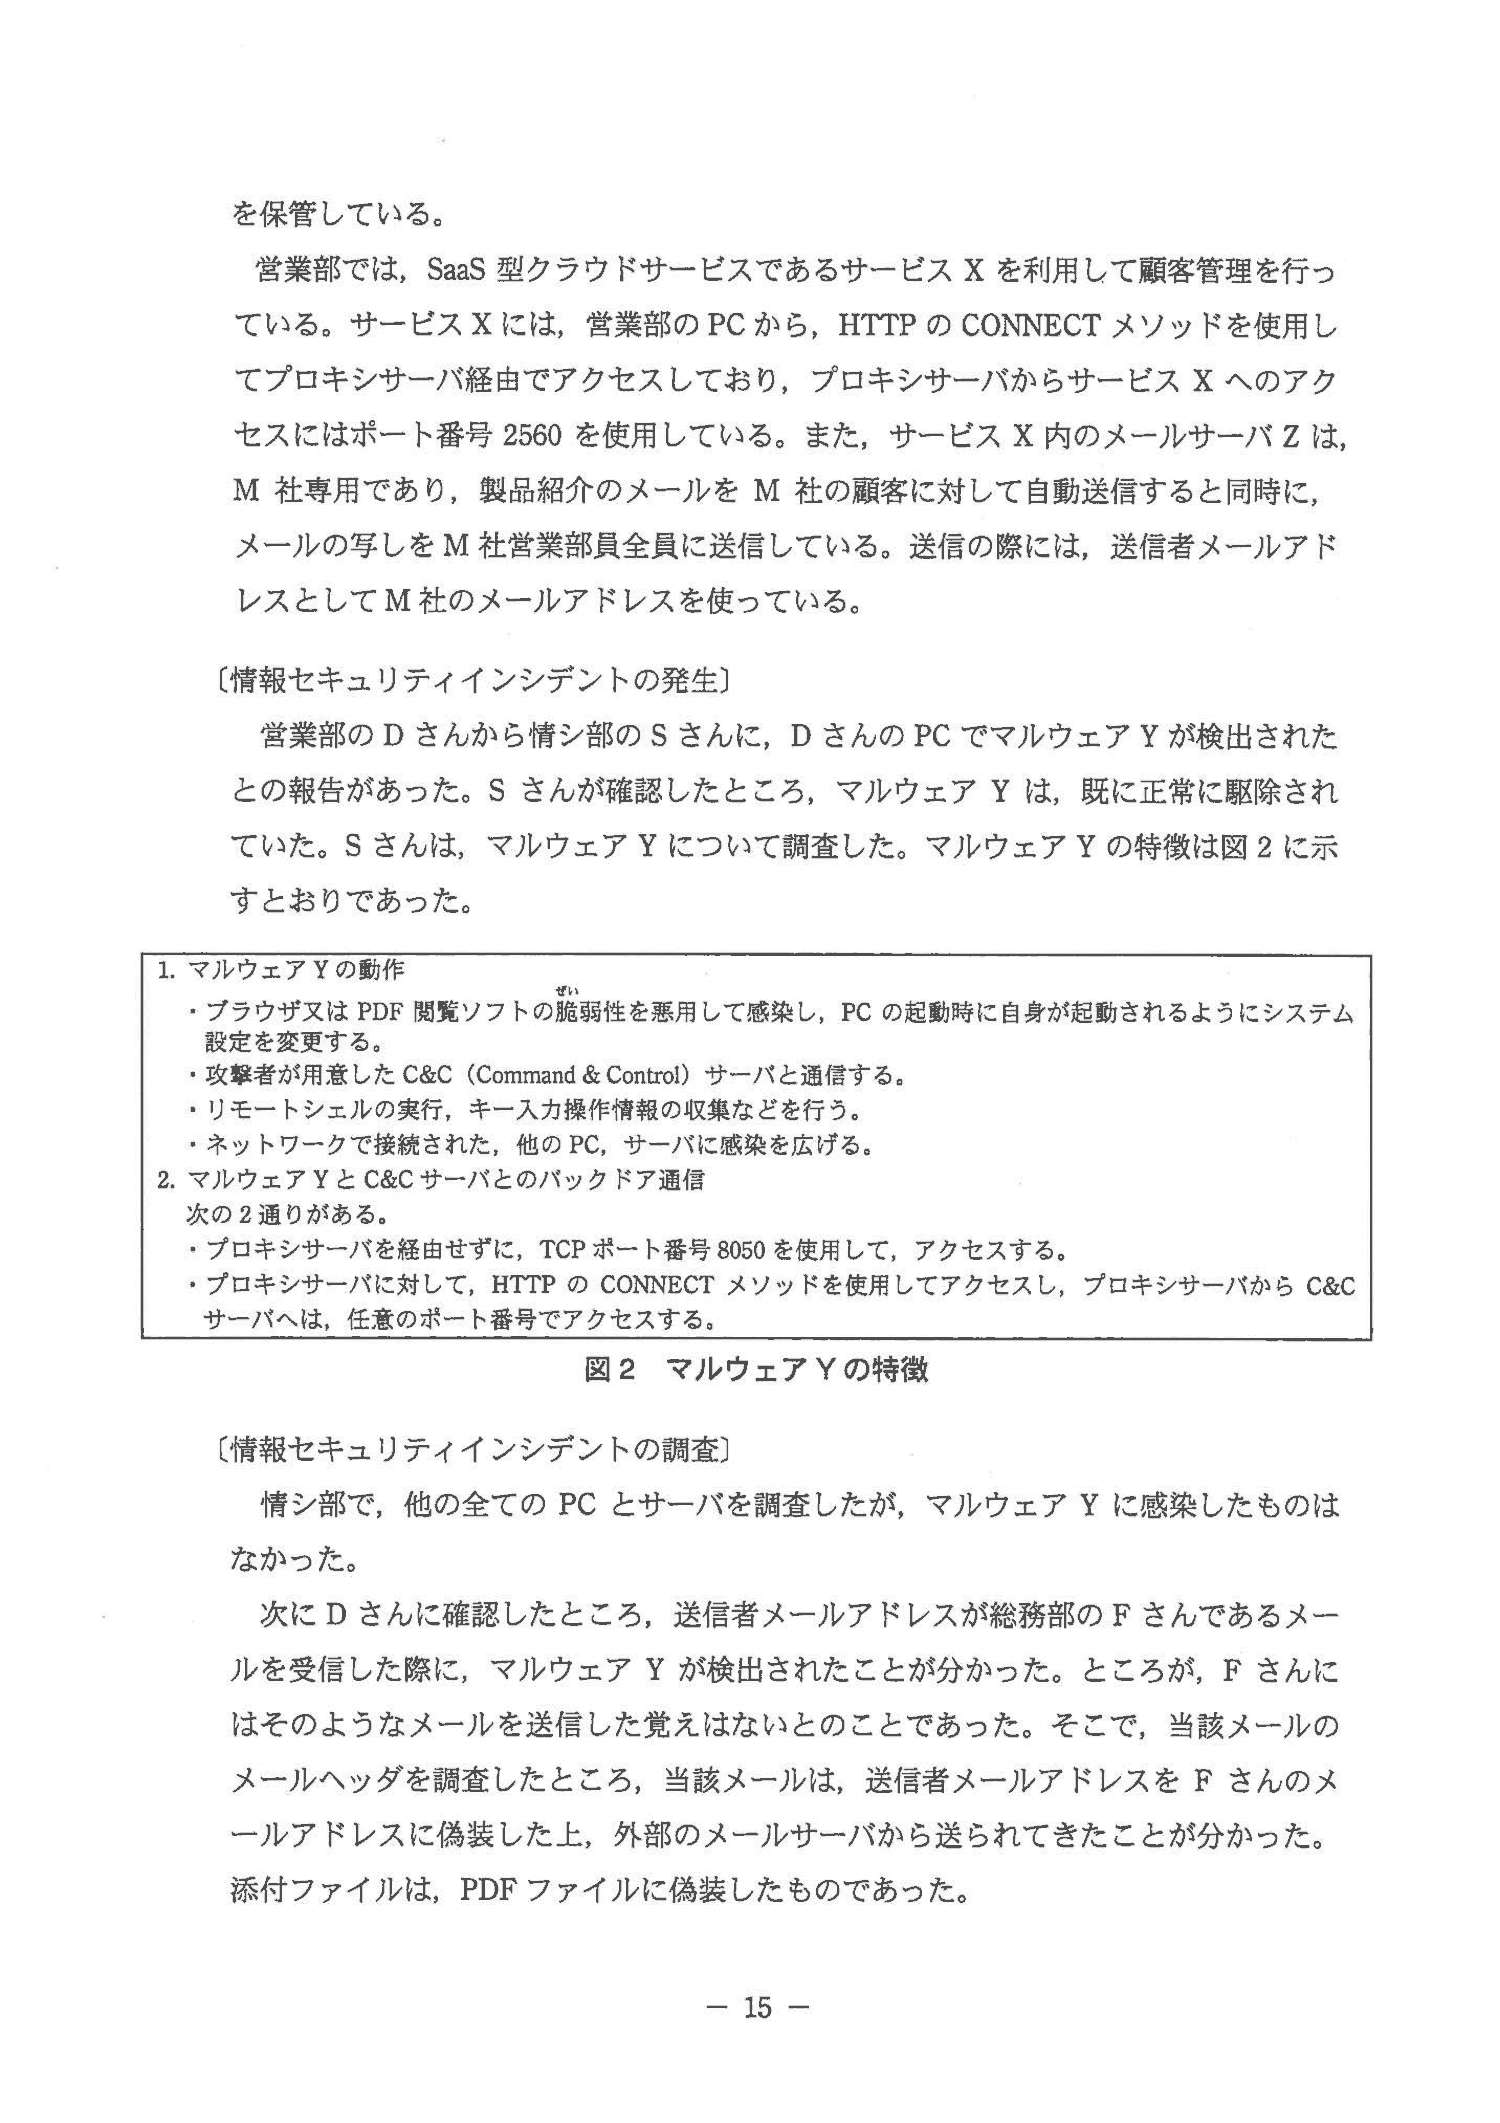 を保管している。
営業部では，SaaS 型クラウドサービスであるサービス X を利用して顧客管理を行っ
ている。サービス X には，営業部の PC から，HTTP の CONNECT メソッドを使用し
てプロキシサーバ経由でアクセスしており，プロキシサーバからサービス X へのアク
セスにはポート番号 2560 を使用している。また，サービス X 内のメールサーバ Z は，
M 社専用であり，製品紹介のメールを M 社の顧客に対して自動送信すると同時に，
メールの写しを M 社営業部員全員に送信している。送信の際には，送信者メールアド
レスとして M 社のメールアドレスを使っている。
〔情報セキュリティインシデントの発生〕
営業部の D さんから情シ部の S さんに，D さんの PC でマルウェア Y が検出された
との報告があった。S さんが確認したところ，マルウェア Y は，既に正常に駆除され
ていた。S さんは，マルウェア Y について調査した。マルウェア Y の特徴は図 2 に示
すとおりであった。
1. マルウェア Y の動作
ぜい
・ブラウザ又は PDF 閲覧ソフトの脆弱性を悪用して感染し，PC の起動時に自身が起動されるようにシステム
設定を変更する。
・攻撃者が用意した C&C（Command & Control）サーバと通信する。
・リモートシェルの実行，キー入力操作情報の収集などを行う。
・ネットワークで接続された，他の PC，サーバに感染を広げる。
2. マルウェア Y と C&C サーバとのバックドア通信
次の 2 通りがある。
・プロキシサーバを経由せずに，TCP ポート番号 8050 を使用して，アクセスする。
・プロキシサーバに対して，HTTP の CONNECT メソッドを使用してアクセスし，プロキシサーバから C&C
サーバへは，任意のポート番号でアクセスする。
図 2　マルウェア Y の特徴
〔情報セキュリティインシデントの調査〕
情シ部で，他の全ての PC とサーバを調査したが，マルウェア Y に感染したものは
なかった。
次に D さんに確認したところ，送信者メールアドレスが総務部の F さんであるメー
ルを受信した際に，マルウェア Y が検出されたことが分かった。ところが，F さんに
はそのようなメールを送信した覚えはないとのことであった。そこで，当該メールの
メールヘッダを調査したところ，当該メールは，送信者メールアドレスを F さんのメ
ールアドレスに偽装した上，外部のメールサーバから送られてきたことが分かった。
添付ファイルは，PDF ファイルに偽装したものであった。
－ 15 －